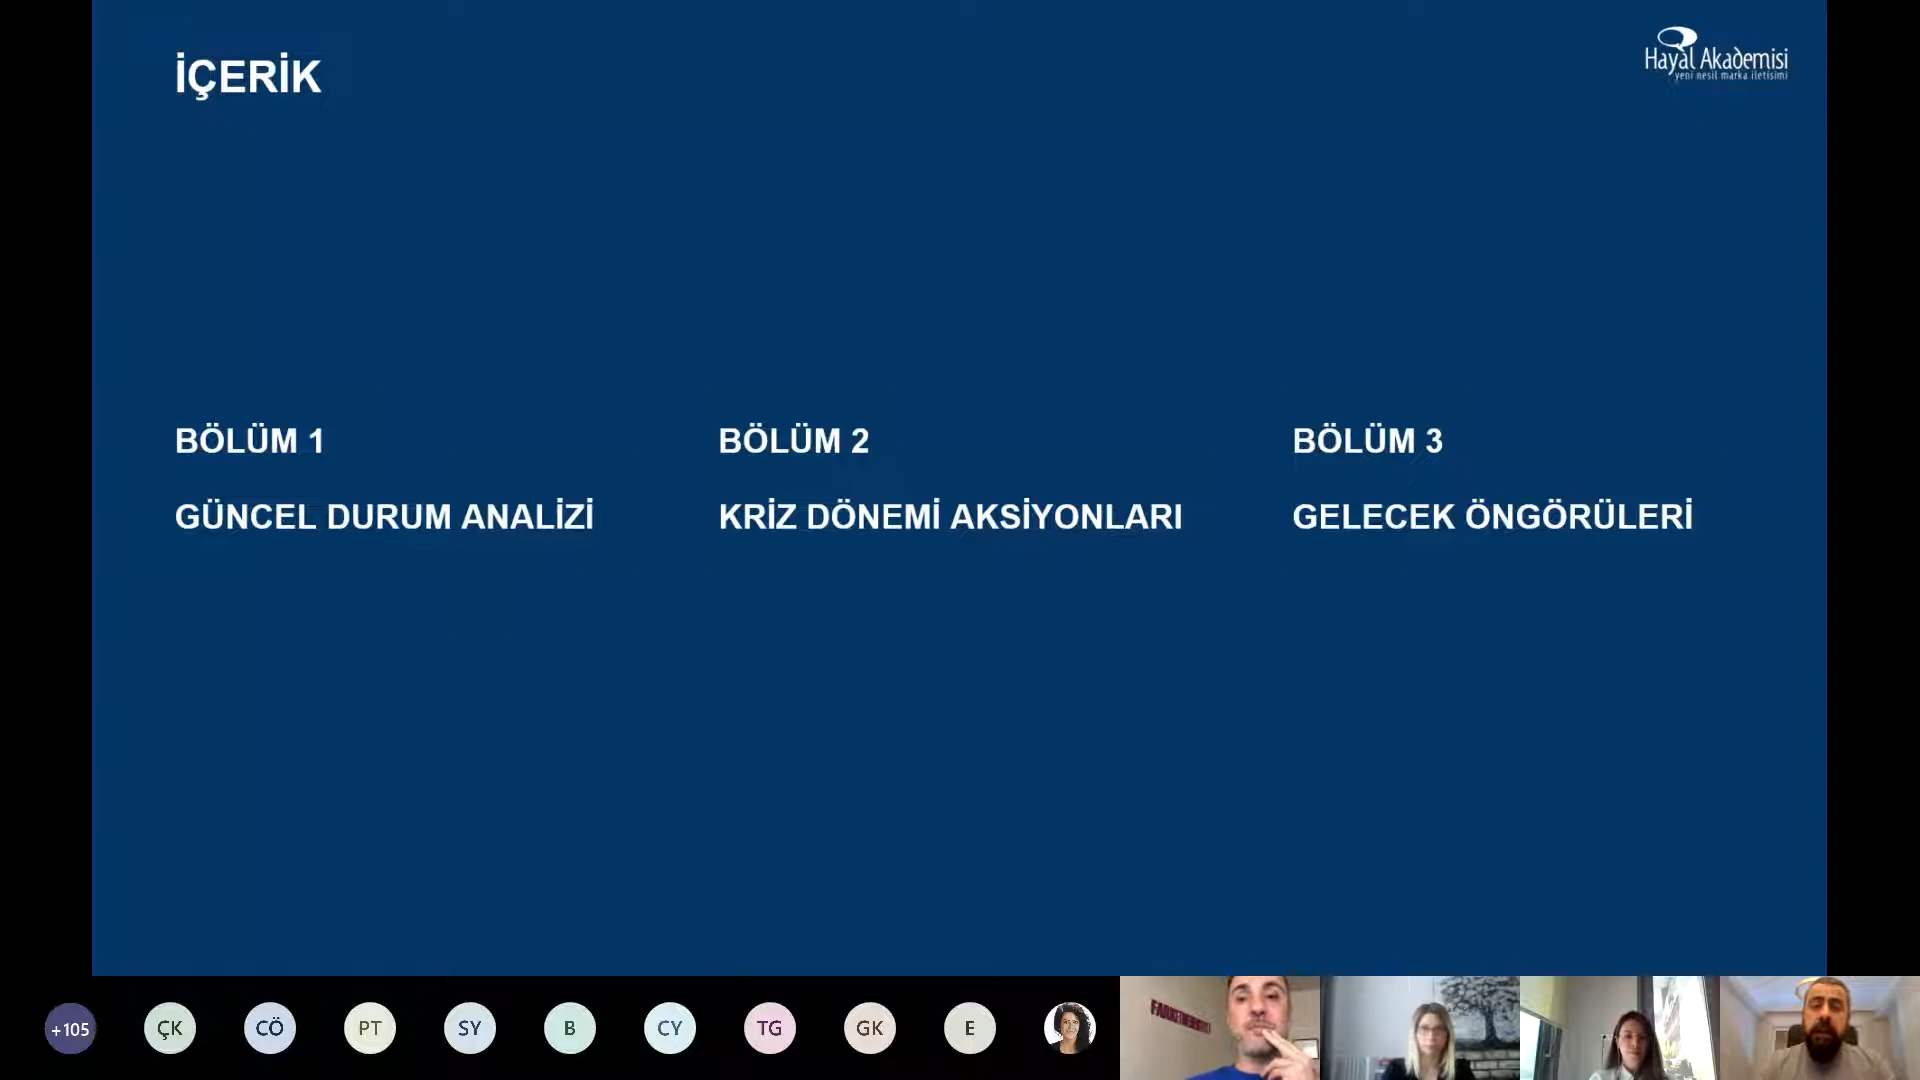 İÇERİK
Hayal Akademisi
yeni nesil marka iletisimi
BÖLÜM 1
GÜNCEL DURUM ANALİZİ
BÖLÜM 2
KRİZ DÖNEMİ AKSİYONLARI
BÖLÜM 3
GELECEK ÖNGÖRÜLERİ
+105
ÇK
CÖ
PT
SY
B
CY
TG
GK
E